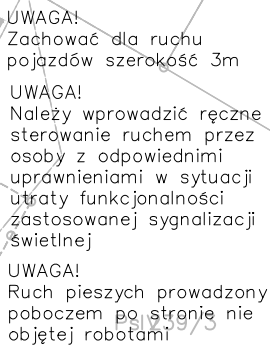 UWAGA!
Zachować dla ruchu
pojazdów szerokość 3m
UWAGA!
Należy wprowadzić ręczne
sterowanie ruchem przez
osoby z odpowiednimi
uprawnieniami w sytuacji
utraty funkcjonalności
zastosowanej sygnalizacji
świetlnej
UWAGA!
Ruch pieszych prowadzony
poboczem po stronie nie
objętej robotami